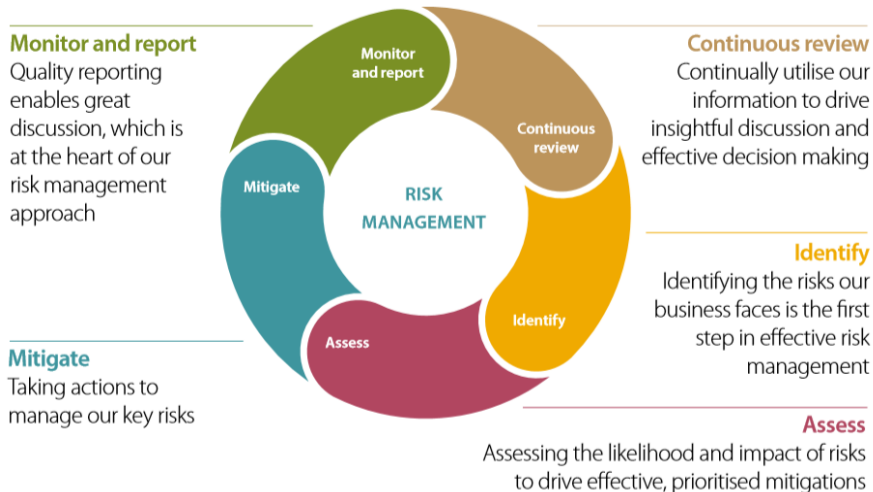 Monitor and report
Quality reporting
enables great
discussion, which is
at the heart of our
risk management
approach
Monitor
and report
Continuous review
Continually utilise our
information to drive
insightful discussion and
effective decision making
Continuous
review
Mitigate
RISK
MANAGEMENT
Identify
Identifying the risks our
business faces is the first
step in effective risk
management
Identify
Assess
Mitigate
Taking actions to
manage our key risks
Assess
Assessing the likelihood and impact of risks
to drive effective, prioritised mitigations